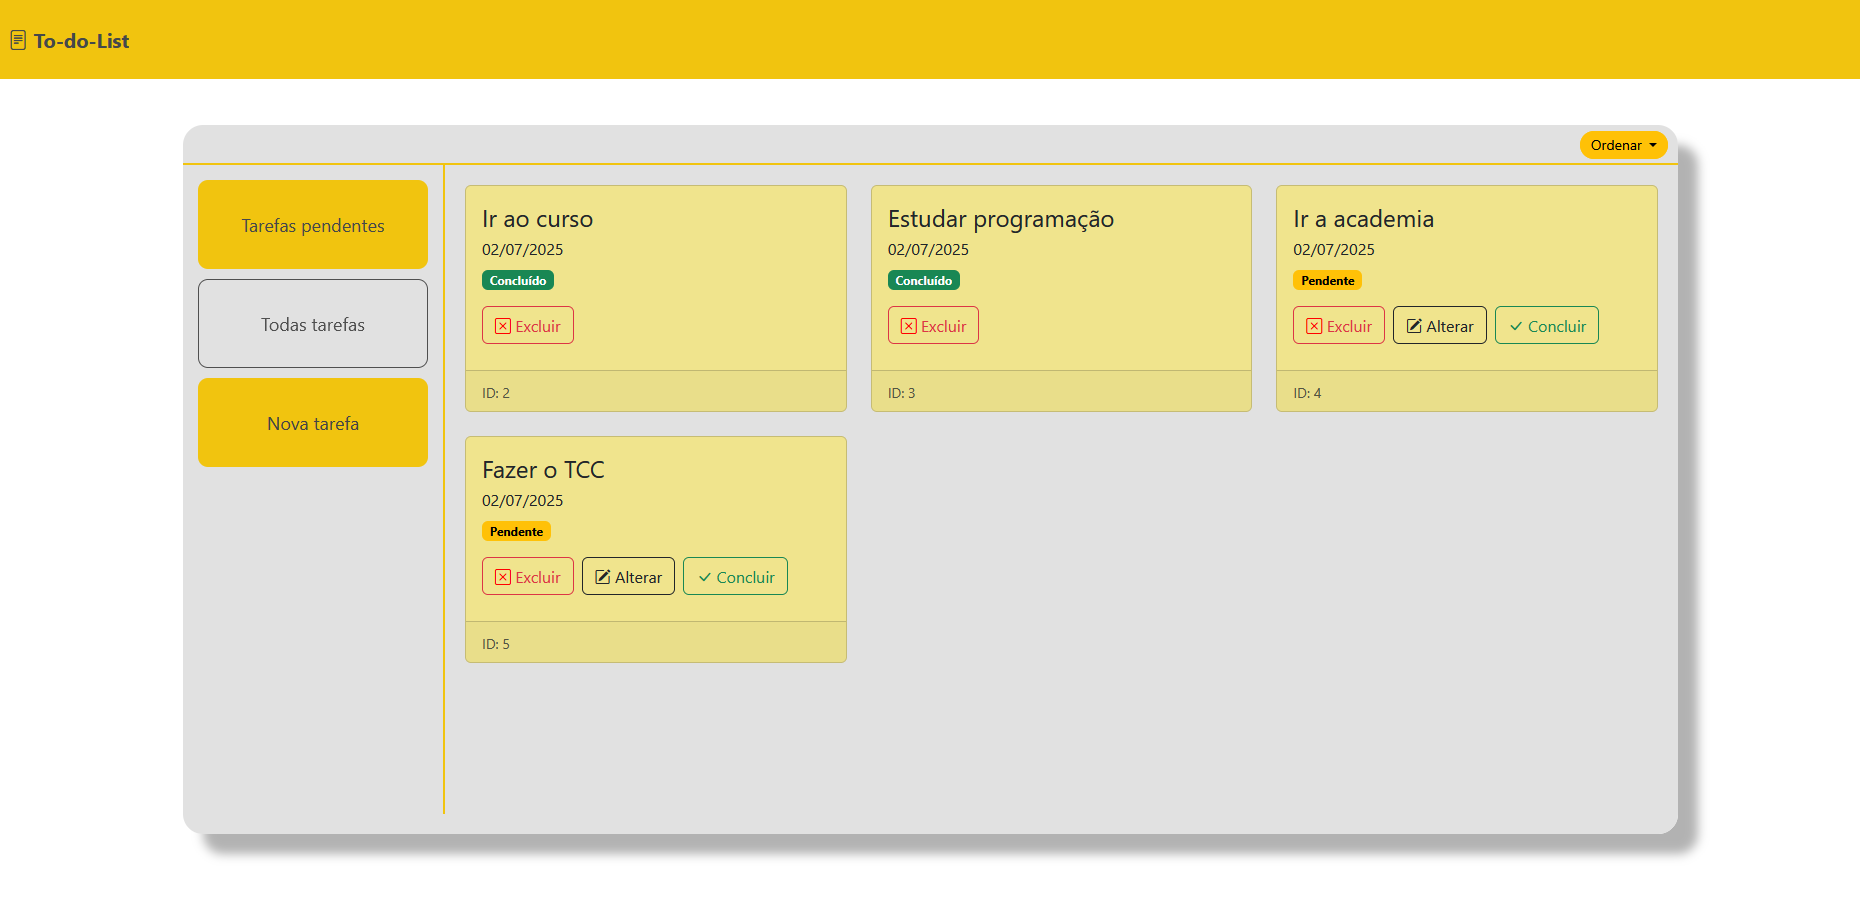 To-do-List
Ordenar
Tarefas pendentes
Todas tarefas
Nova tarefa
Ir ao curso
02/07/2025
Concluído
Excluir
ID: 2
Estudar programação
02/07/2025
Concluído
Excluir
ID: 3
Ir a academia
02/07/2025
Pendente
Excluir Alterar Concluir
ID: 4
Fazer o TCC
02/07/2025
Pendente
Excluir Alterar Concluir
ID: 5